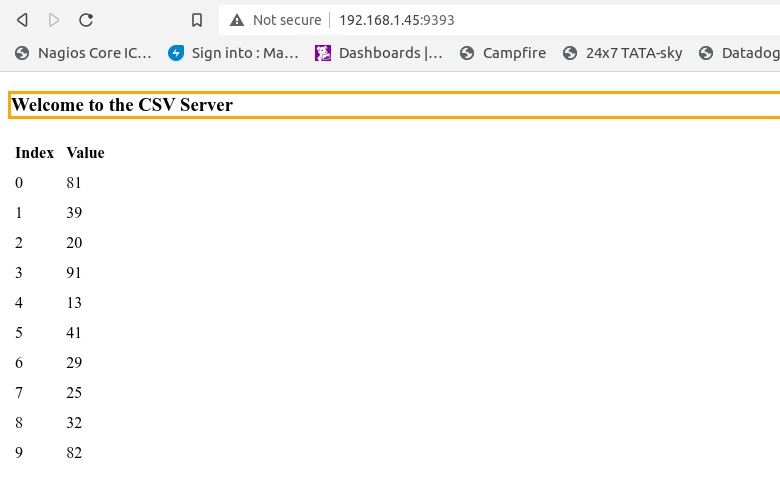 Not secure 192.168.1.45:9393
Nagios Core IC... Sign into : Ma... Dashboards |... Campfire 24x7 TATA-sky Datadog
Welcome to the CSV Server
Index Value
0 81
1 39
2 20
3 91
4 13
5 41
6 29
7 25
8 32
9 82